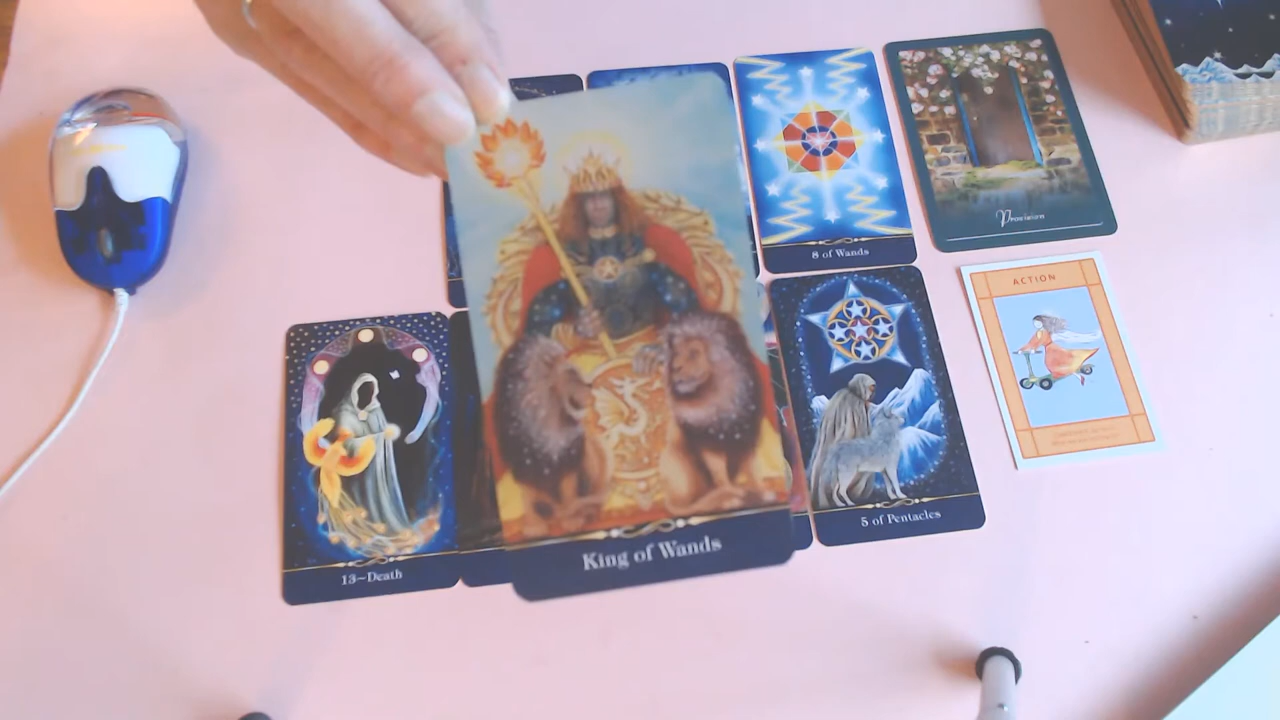 8 of Wands
Provision
ACTION
5 of Pentacles
King of Wands
13~Death